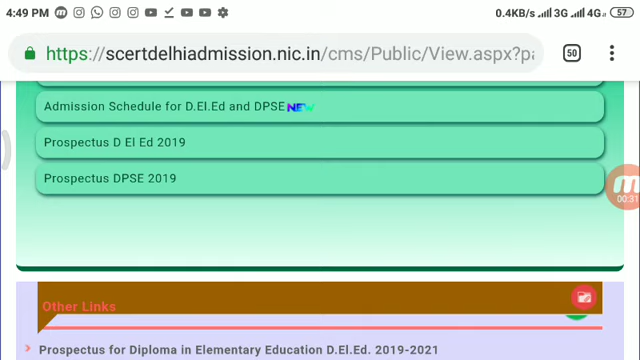 4:49 PM
0.4KB/s 3G 4G 57
https://scertdelhiadmission.nic.in/cms/Public/View.aspx?pa
50
Admission Schedule for D.El.Ed and DPSE NEW
Prospectus D El Ed 2019
Prospectus DPSE 2019
00:31
Other Links
Prospectus for Diploma in Elementary Education D.El.Ed. 2019-2021